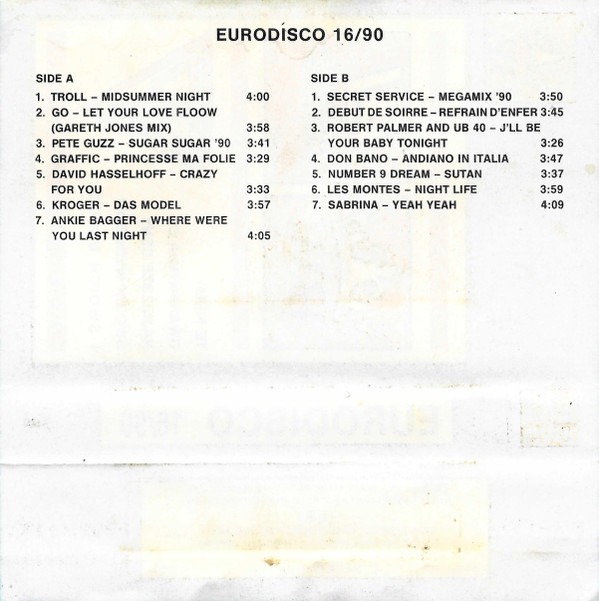 EURODISCO 16/90
SIDE A
1. TROLL – MIDSUMMER NIGHT 4:00
2. GO – LET YOUR LOVE FLOOW
(GARETH JONES MIX) 3:58
3. PETE GUZZ – SUGAR SUGAR '90 3:41
4. GRAFFIC – PRINCESSE MA FOLIE 3:29
5. DAVID HASSELHOFF – CRAZY
FOR YOU 3:33
6. KROGER – DAS MODEL 3:57
7. ANKIE BAGGER – WHERE WERE
YOU LAST NIGHT 4:05
SIDE B
1. SECRET SERVICE – MEGAMIX '90 3:50
2. DEBUT DE SOIRRE – REFRAIN D'ENFER 3:45
3. ROBERT PALMER AND UB 40 – J'LL BE
YOUR BABY TONIGHT 3:26
4. DON BANO – ANDIANO IN ITALIA 3:47
5. NUMBER 9 DREAM – SUTAN 3:37
6. LES MONTES – NIGHT LIFE 3:59
7. SABRINA – YEAH YEAH 4:09
EURODISCO 16/90